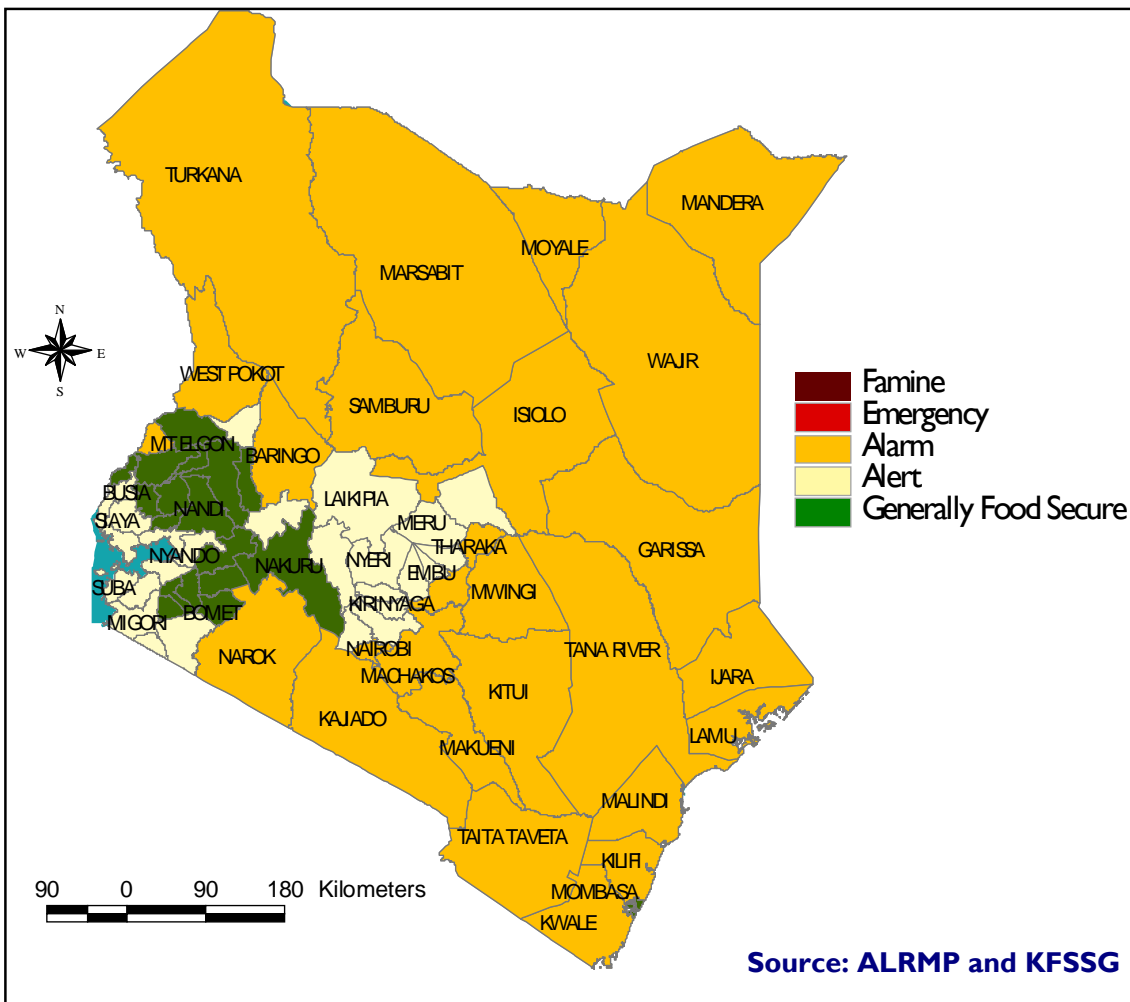 TURKANA
MANDERA
MOYALE
MARSABIT
N
W E
S
WAJIR
WEST POKOT
SAMBURU
ISIOLO
Famine
Emergency
Alarm
Alert
Generally Food Secure
MT ELGON
BARINGO
BUSIA
LAIKIPIA
NANDI
SIAYA
MERU
NYANDO
THARAKA
GARISSA
NYERI
NAKURU
EMBU
SUBA
MWINGI
KIRINYAGA
BOMET
MIGORI
NAIROBI
TANA RIVER
NAROK
MACHAKOS
IJARA
KITUI
KAJIADO
LAMU
MAKUENI
MALINDI
TAITA TAVETA
KILIFI
MOMBASA
KWALE
90 0 90 180 Kilometers
Source: ALRMP and KFSSG